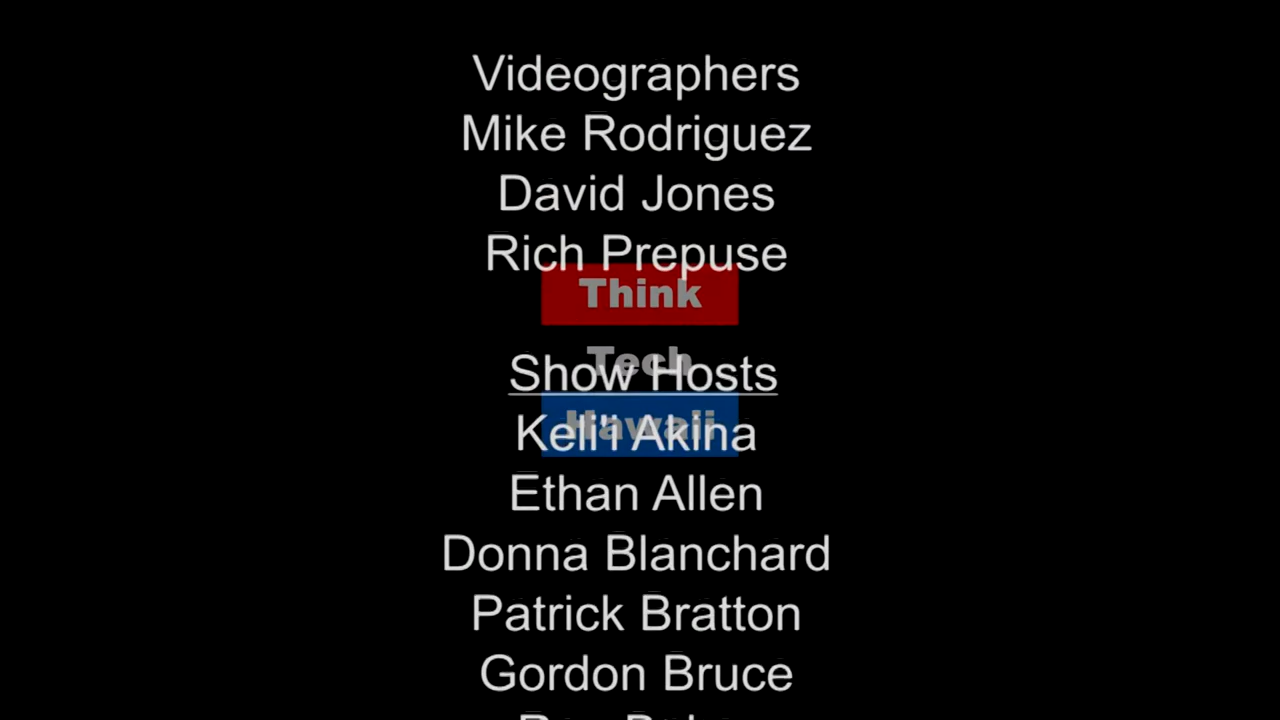 Videographers
Mike Rodriguez
David Jones
Rich Prepuse
Think
Tech
Show Hosts
Hawaii
Keli'i Akina
Ethan Allen
Donna Blanchard
Patrick Bratton
Gordon Bruce